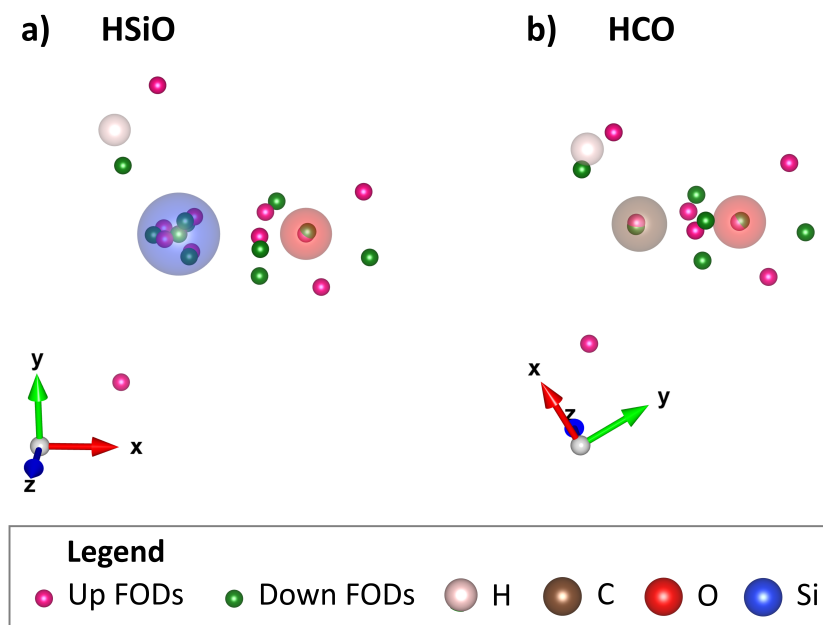 a) HSiO
b) HCO
y
x
z
x
y
z
Legend
Up FODs
Down FODs
H
C
O
Si